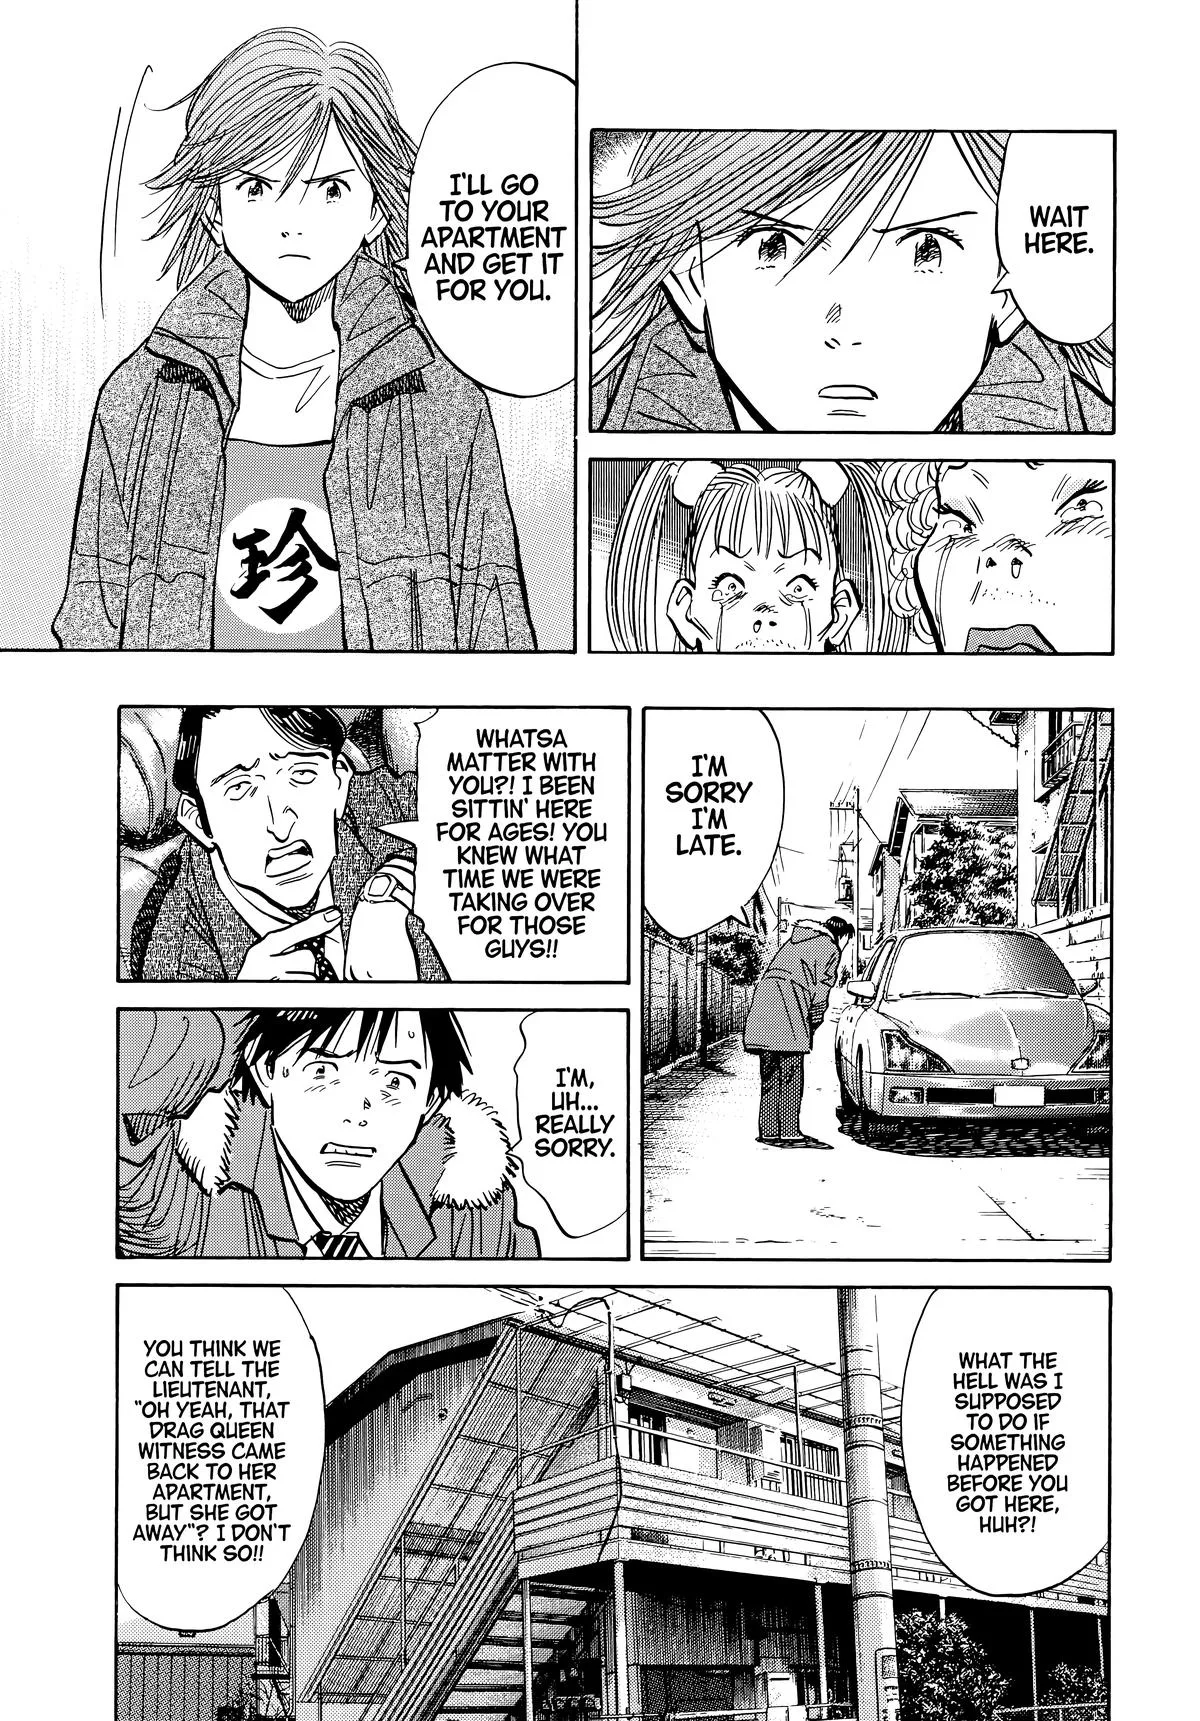 WAIT
HERE.
I'LL GO
TO YOUR
APARTMENT
AND GET IT
FOR YOU.
珍
I'M
SORRY
I'M
LATE.
WHATSA
MATTER WITH
YOU?! I BEEN
SITTIN' HERE
FOR AGES! YOU
KNEW WHAT
TIME WE WERE
TAKING OVER
FOR THOSE
GUYS!!
I'M,
UH...
REALLY
SORRY.
WHAT THE
HELL WAS I
SUPPOSED
TO DO IF
SOMETHING
HAPPENED
BEFORE YOU
GOT HERE,
HUH?!
YOU THINK WE
CAN TELL THE
LIEUTENANT,
"OH YEAH, THAT
DRAG QUEEN
WITNESS CAME
BACK TO HER
APARTMENT,
BUT SHE GOT
AWAY"? I DON'T
THINK SO!!